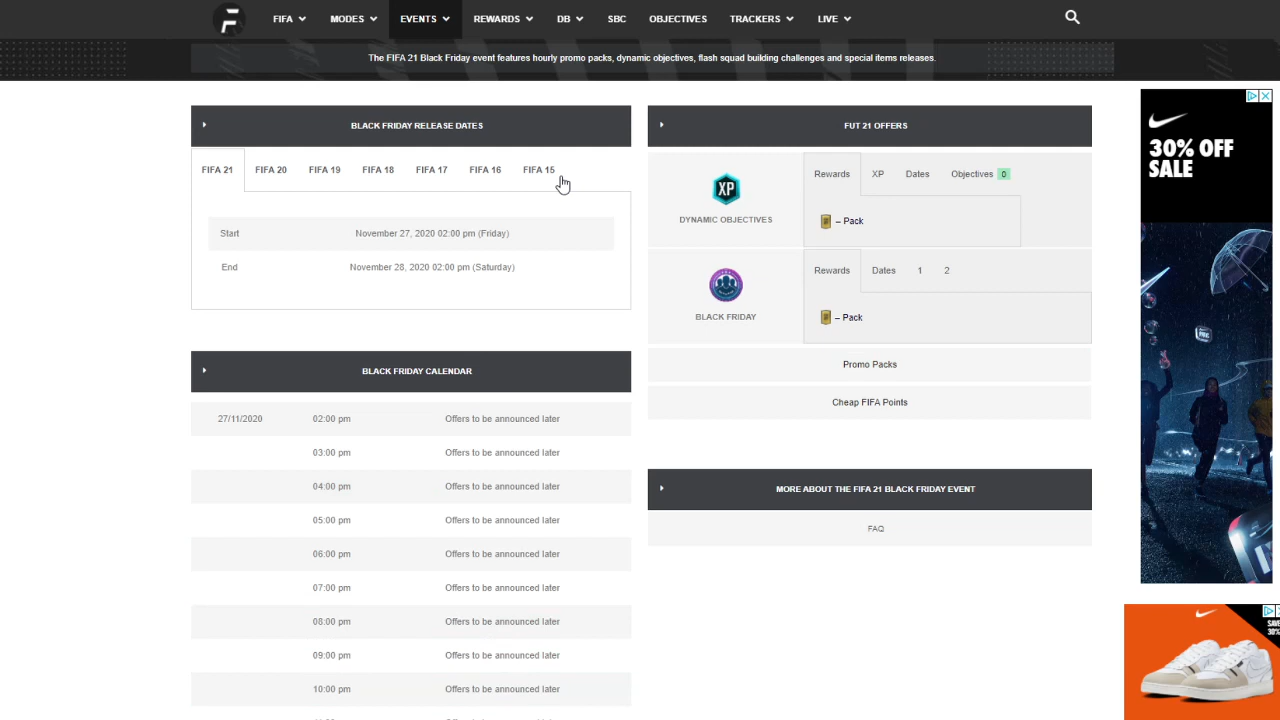 FIFA MODES EVENTS REWARDS DB SBC OBJECTIVES TRACKERS LIVE
The FIFA 21 Black Friday event features hourly promo packs, dynamic objectives, flash squad building challenges and special items releases.
BLACK FRIDAY RELEASE DATES
FIFA 21 FIFA 20 FIFA 19 FIFA 18 FIFA 17 FIFA 16 FIFA 15
Start November 27, 2020 02:00 pm (Friday)
End November 28, 2020 02:00 pm (Saturday)
BLACK FRIDAY CALENDAR
27/11/2020 02:00 pm Offers to be announced later
03:00 pm Offers to be announced later
04:00 pm Offers to be announced later
05:00 pm Offers to be announced later
06:00 pm Offers to be announced later
07:00 pm Offers to be announced later
08:00 pm Offers to be announced later
09:00 pm Offers to be announced later
10:00 pm Offers to be announced later
FUT 21 OFFERS
XP
DYNAMIC OBJECTIVES
Rewards XP Dates Objectives 0
– Pack
BLACK FRIDAY
Rewards Dates 1 2
– Pack
Promo Packs
Cheap FIFA Points
MORE ABOUT THE FIFA 21 BLACK FRIDAY EVENT
FAQ
30% OFF
SALE